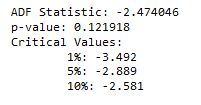 ADF Statistic: -2.474046
p-value: 0.121918
Critical Values:
1%: -3.492
5%: -2.889
10%: -2.581